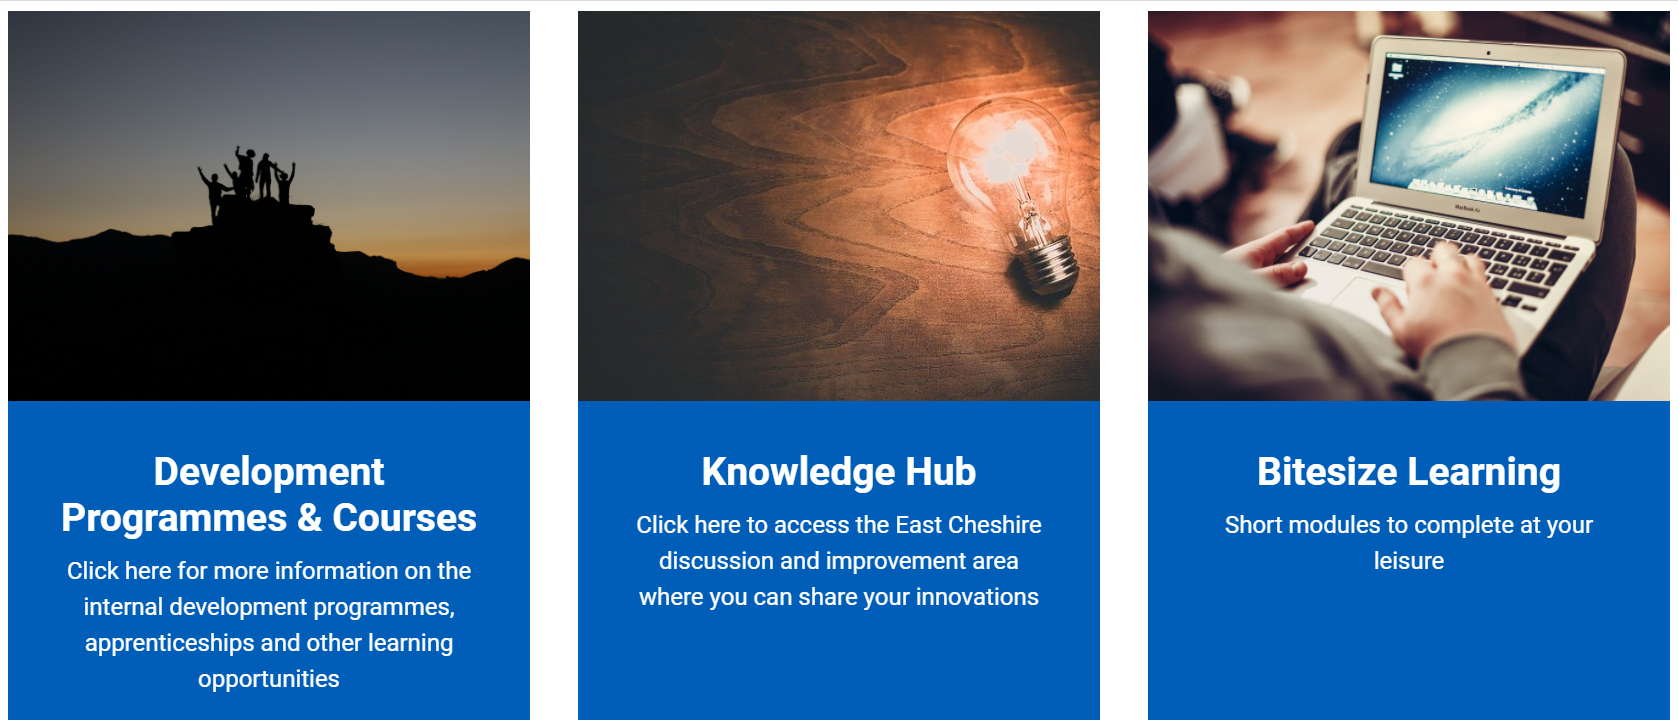 Development
Programmes & Courses
Click here for more information on the
internal development programmes,
apprenticeships and other learning
opportunities
Knowledge Hub
Click here to access the East Cheshire
discussion and improvement area
where you can share your innovations
MacBook Air
Bitesize Learning
Short modules to complete at your
leisure